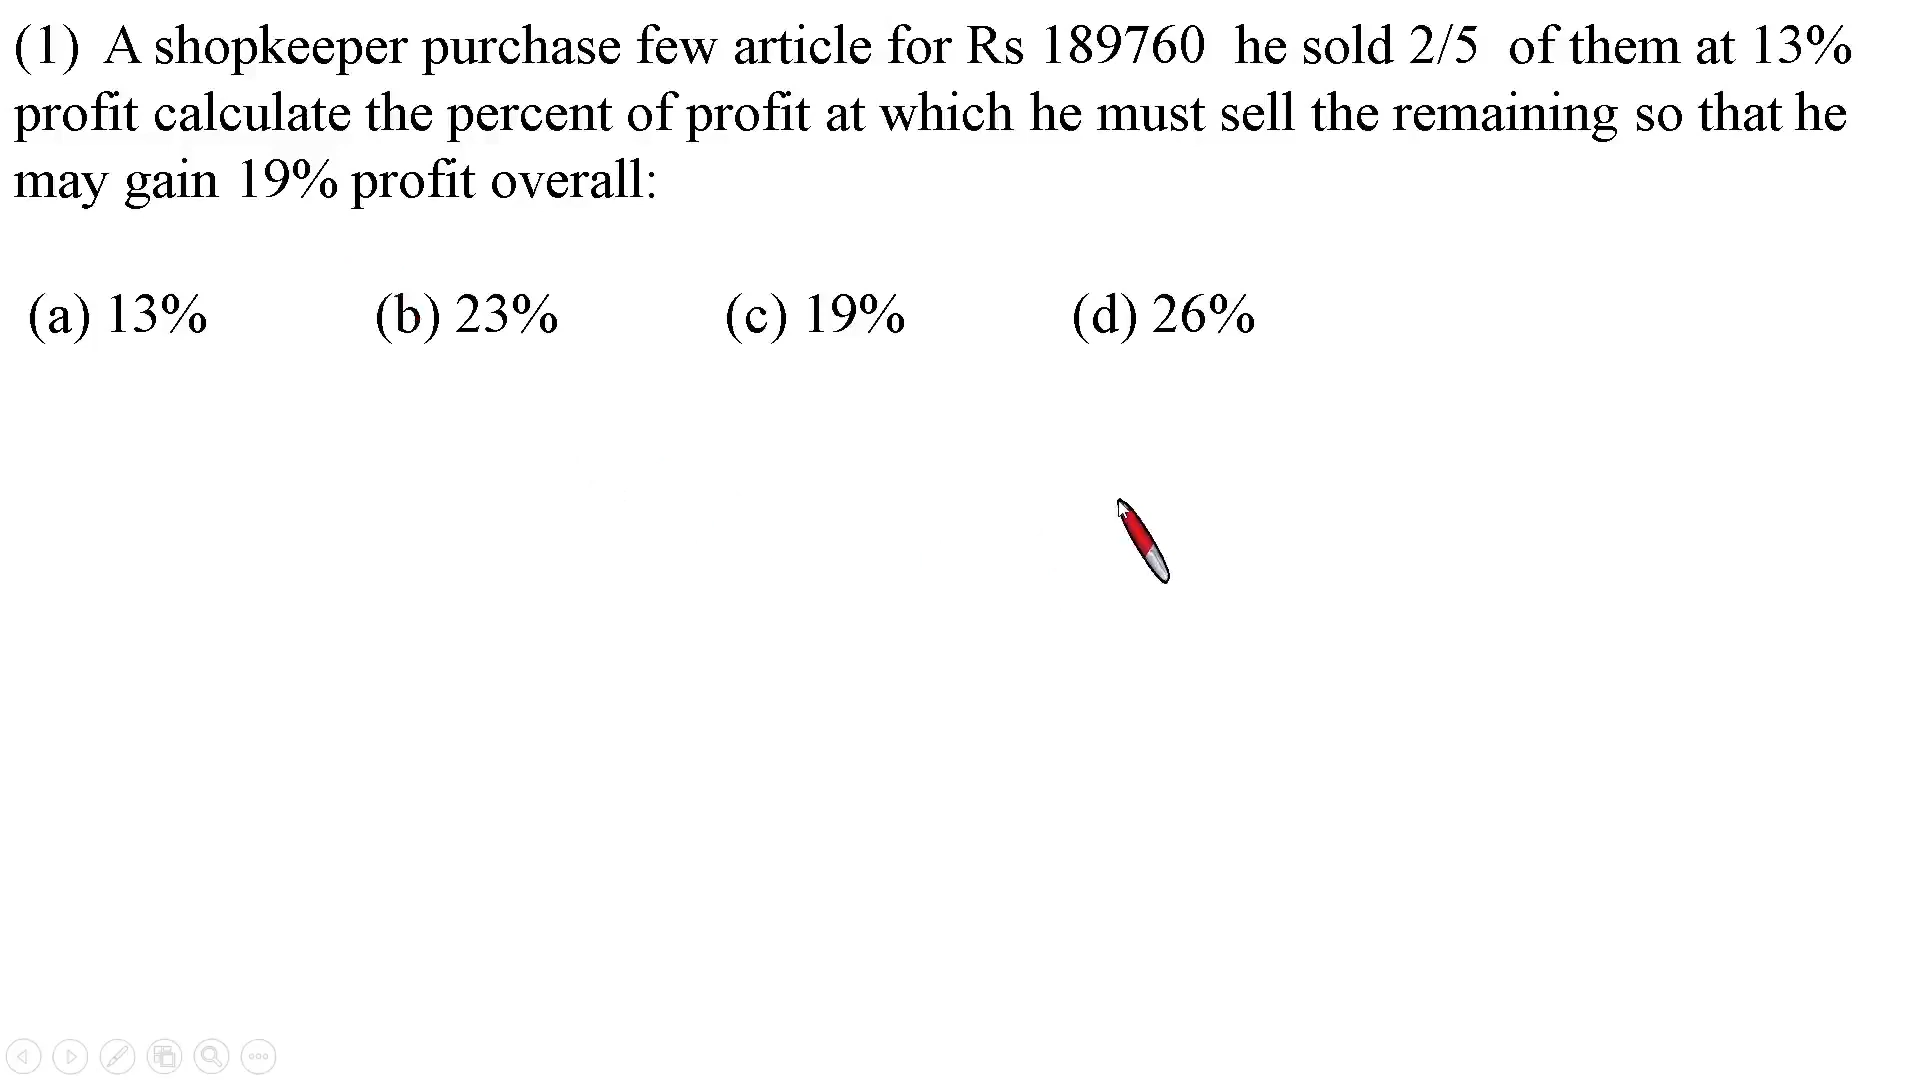 (1) A shopkeeper purchase few article for Rs 189760 he sold 2/5 of them at 13%
profit calculate the percent of profit at which he must sell the remaining so that he
may gain 19% profit overall:
(a) 13% (b) 23% (c) 19% (d) 26%